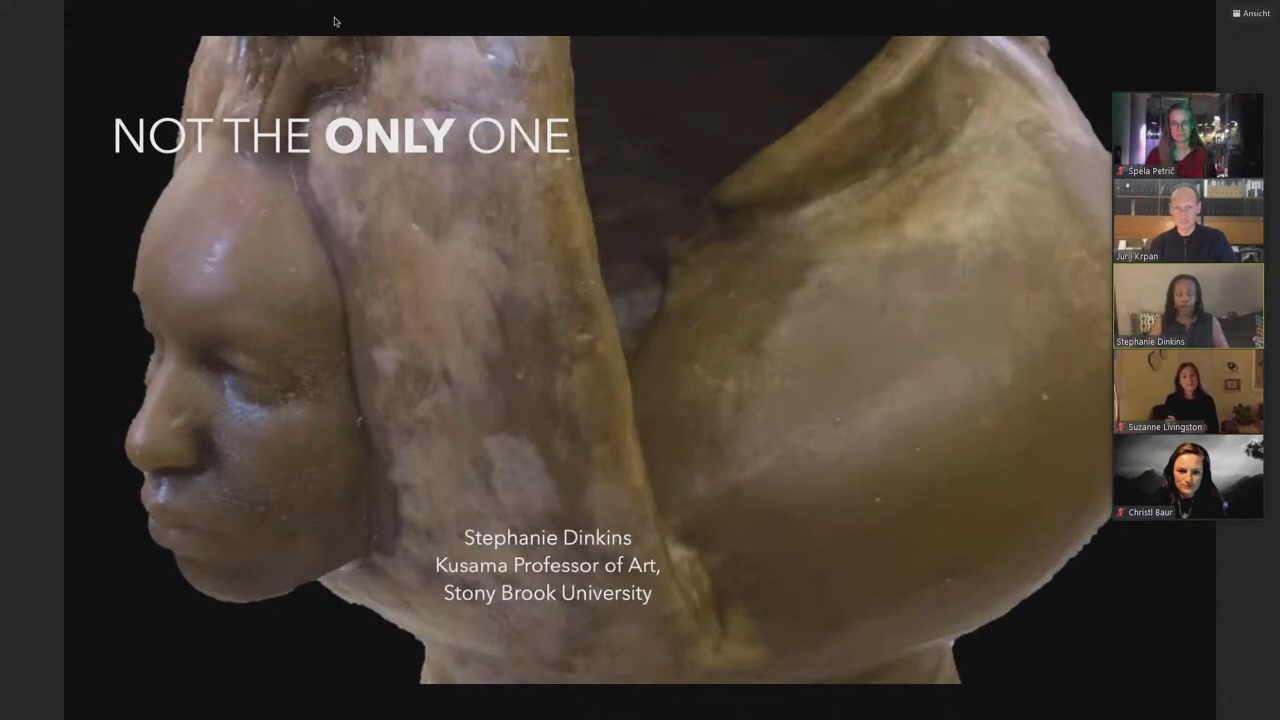 Ansicht
NOT THE ONLY ONE
Stephanie Dinkins
Kusama Professor of Art,
Stony Brook University
Špela Petrič
Jurij Krpan
Stephanie Dinkins
Suzanne Livingston
Christl Baur